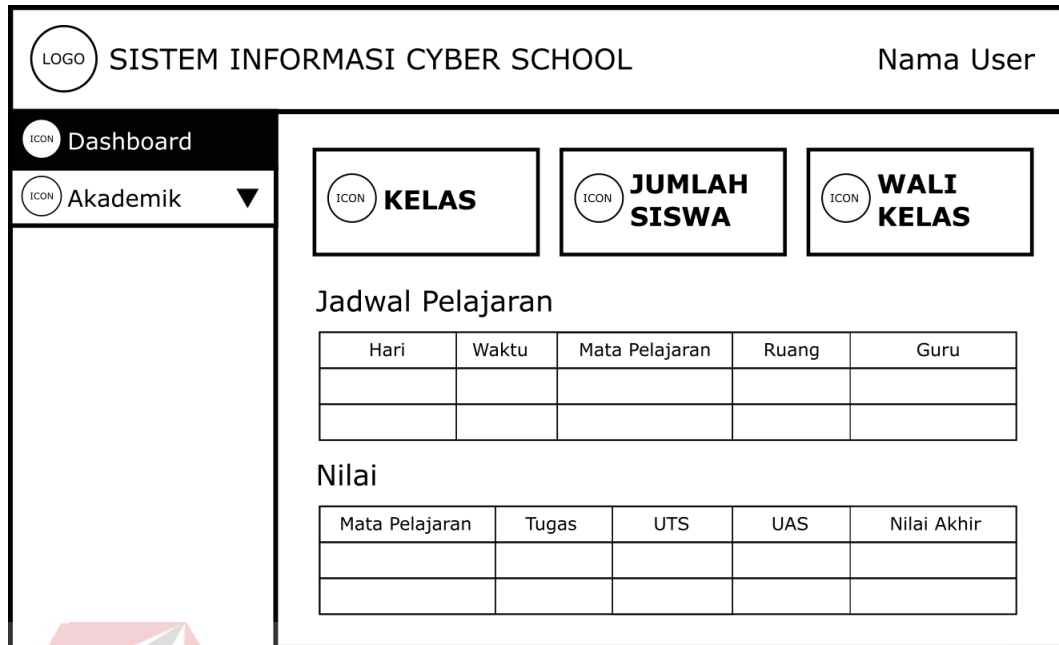 LOGO SISTEM INFORMASI CYBER SCHOOL Nama User
ICON Dashboard
ICON Akademik ▼
ICON KELAS
ICON JUMLAH
SISWA
ICON WALI
KELAS
Jadwal Pelajaran
Hari Waktu Mata Pelajaran Ruang Guru
Nilai
Mata Pelajaran Tugas UTS UAS Nilai Akhir